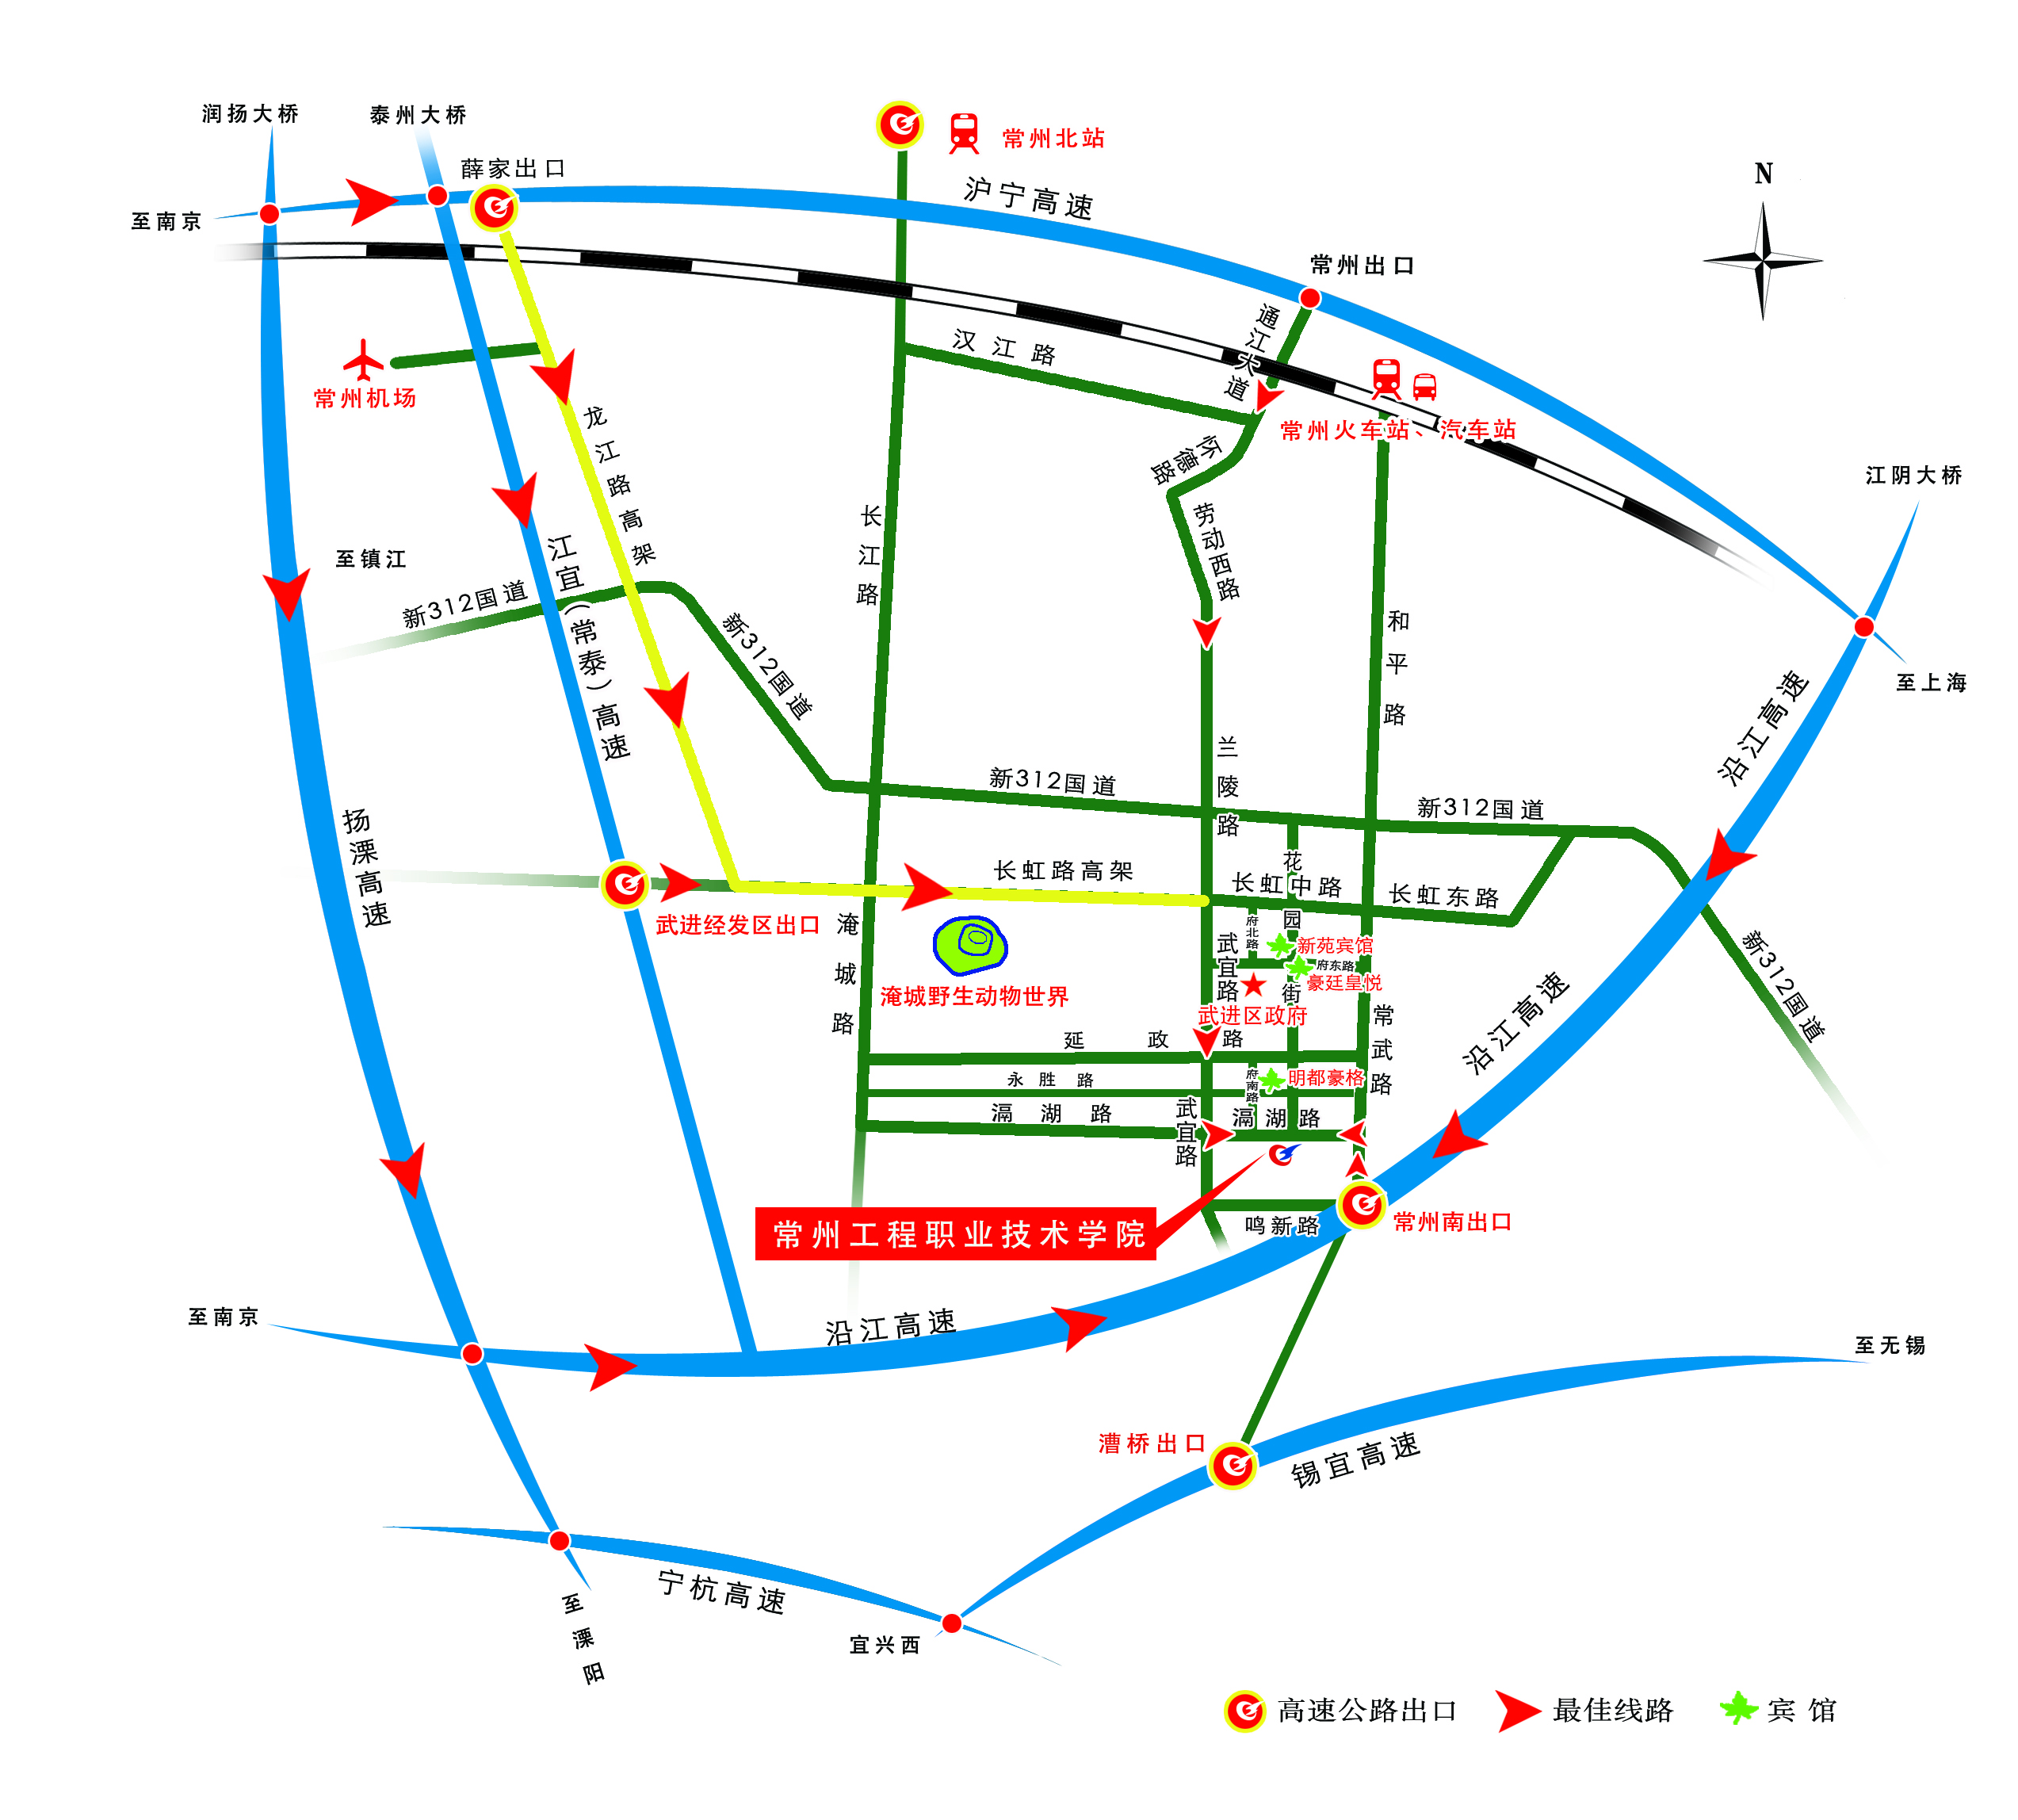 润扬大桥
泰州大桥
薛家出口
常州北站
沪宁高速
N
至南京
常州出口
通江大道
汉江路
常州机场
龙江路高架
常州火车站、汽车站
怀德路
江阴大桥
长江路
劳动西路
至镇江
江宜(常泰)高速
新312国道
新312国道
和平路
至上海
沿江高速
兰陵路
新312国道
新312国道
扬溧高速
花园街
长虹路高架
长虹中路
长虹东路
武进经发区出口
淹城路
府北路
武宜路
新苑宾馆
府东路
豪廷皇悦
新312国道
淹城野生动物世界
武进区政府
沿江高速
常武路
延政路
永胜路
府南路
明都豪格
滆湖路
武宜路
滆湖路
常州工程职业技术学院
鸣新路
常州南出口
至南京
沿江高速
至无锡
漕桥出口
锡宜高速
宁杭高速
至溧阳
宜兴西
高速公路出口
最佳线路
宾馆